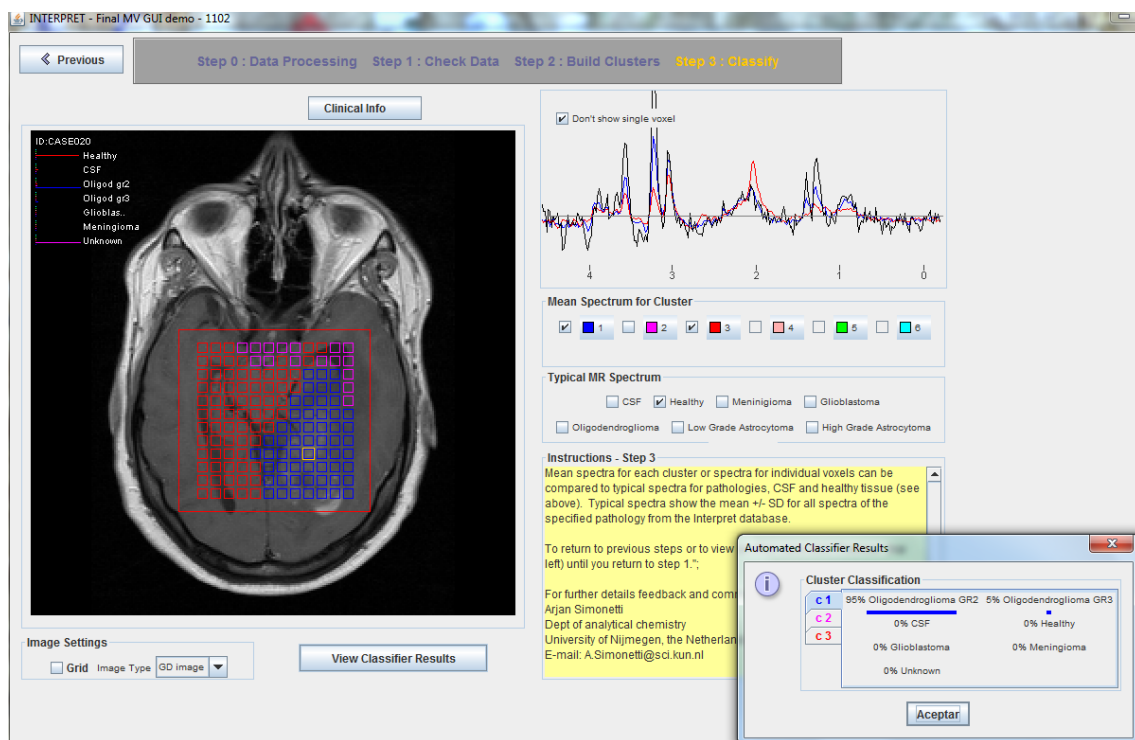 INTERPRET - Final MV GUI demo - 1102
Previous
Step 0 : Data Processing Step 1 : Check Data Step 2 : Build Clusters Step 3 : Classify
Clinical Info
ID:CASE020
Healthy
CSF
Oligod gr2
Oligod gr3
Glioblas..
Meningioma
Unknown
Don't show single voxel
4 3 2 1 0
Mean Spectrum for Cluster
1 2 3 4 5 6
Typical MR Spectrum
CSF Healthy Meninigioma Glioblastoma
Oligodendroglioma Low Grade Astrocytoma High Grade Astrocytoma
Instructions - Step 3
Mean spectra for each cluster or spectra for individual voxels can be
compared to typical spectra for pathologies, CSF and healthy tissue (see
above). Typical spectra show the mean +/- SD for all spectra of the
specified pathology from the Interpret database.
To return to previous steps or to view
left) until you return to step 1.";
For further details feedback and com
Arjan Simonetti
Dept of analytical chemistry
University of Nijmegen, the Netherlan
E-mail: A.Simonetti@sci.kun.nl
Image Settings
Grid Image Type GD image
View Classifier Results
Automated Classifier Results
Cluster Classification
c 1
c 2
c 3
95% Oligodendroglioma GR2 5% Oligodendroglioma GR3
0% CSF 0% Healthy
0% Glioblastoma 0% Meningioma
0% Unknown
Aceptar